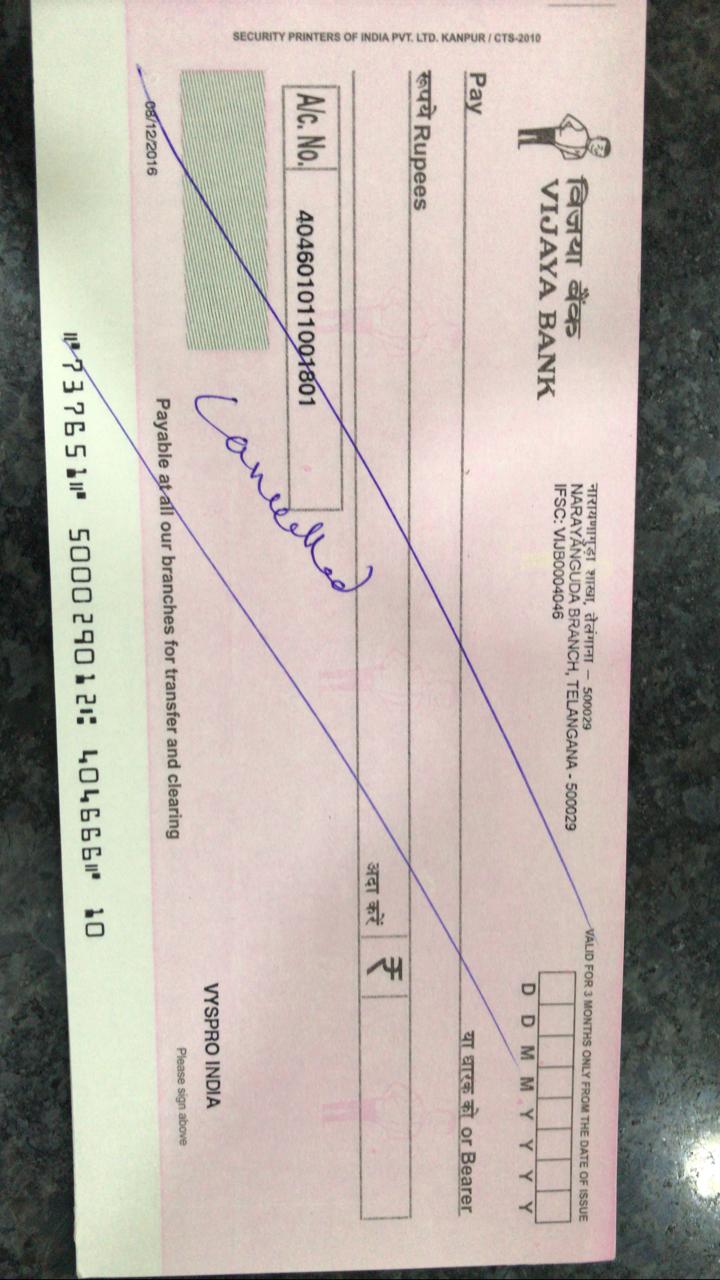 विजया बैंक
VIJAYA BANK
नारायणागुडा शाखा, तेलंगाना - 500029
NARAYANGUDA BRANCH, TELANGANA - 500029
IFSC: VIJB0004046
VALID FOR 3 MONTHS ONLY FROM THE DATE OF ISSUE
D D M M Y Y Y Y
Pay
या धारक को or Bearer
रूपये Rupees
अदा करें ₹
A/c. No. 404601011001801
Cancelled
VYSPRO INDIA
Please sign above
Payable at all our branches for transfer and clearing
08/12/2016
SECURITY PRINTERS OF INDIA PVT. LTD. KANPUR / CTS-2010
⑈737651⑈ 500029012⑆ 404666⑈ 10